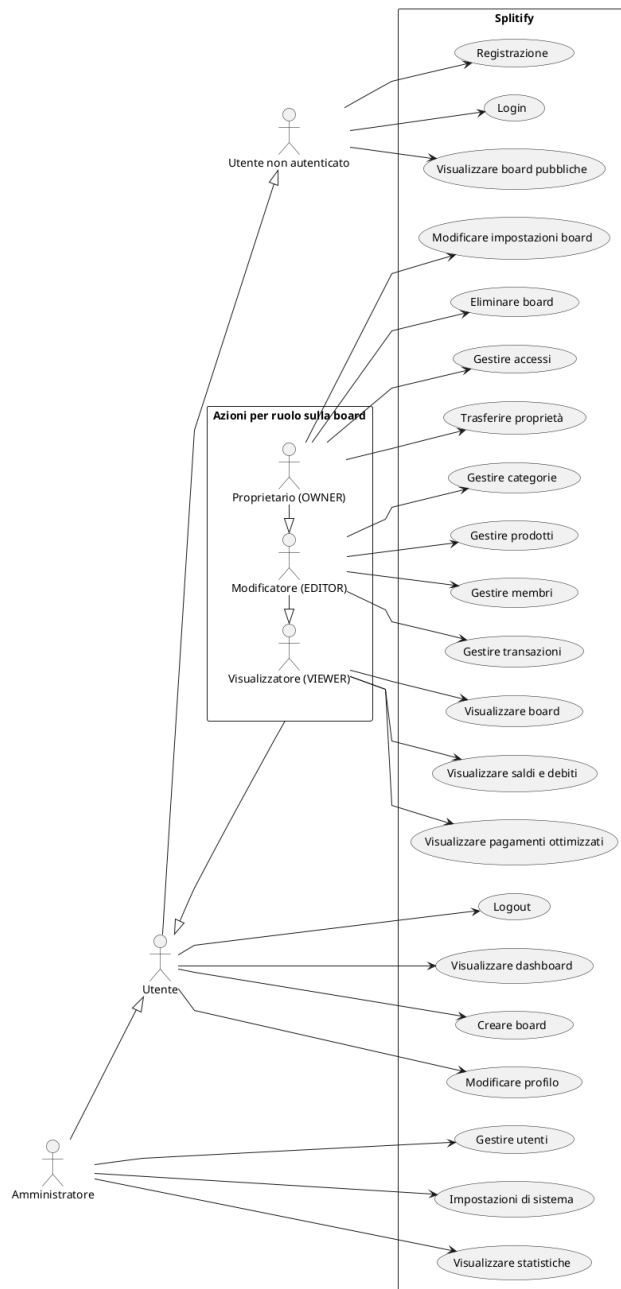 Splitify
Registrazione
Login
Utente non autenticato
Visualizzare board pubbliche
Modificare impostazioni board
Eliminare board
Gestire accessi
Azioni per ruolo sulla board
Trasferire proprietà
Proprietario (OWNER)
Gestire categorie
Gestire prodotti
Modificatore (EDITOR)
Gestire membri
Gestire transazioni
Visualizzatore (VIEWER)
Visualizzare board
Visualizzare saldi e debiti
Visualizzare pagamenti ottimizzati
Logout
Visualizzare dashboard
Utente
Creare board
Modificare profilo
Gestire utenti
Amministratore
Impostazioni di sistema
Visualizzare statistiche